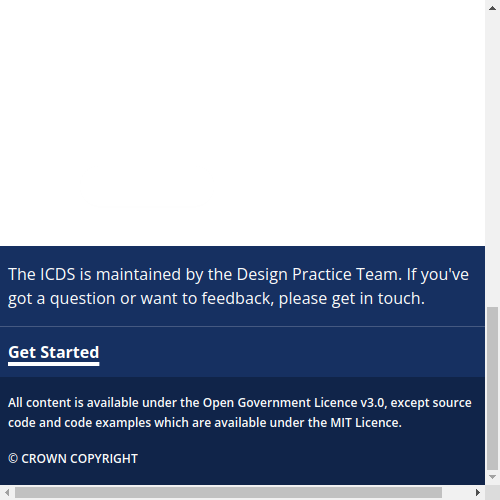 The ICDS is maintained by the Design Practice Team. If you've
got a question or want to feedback, please get in touch.
Get Started
All content is available under the Open Government Licence v3.0, except source
code and code examples which are available under the MIT Licence.
© CROWN COPYRIGHT